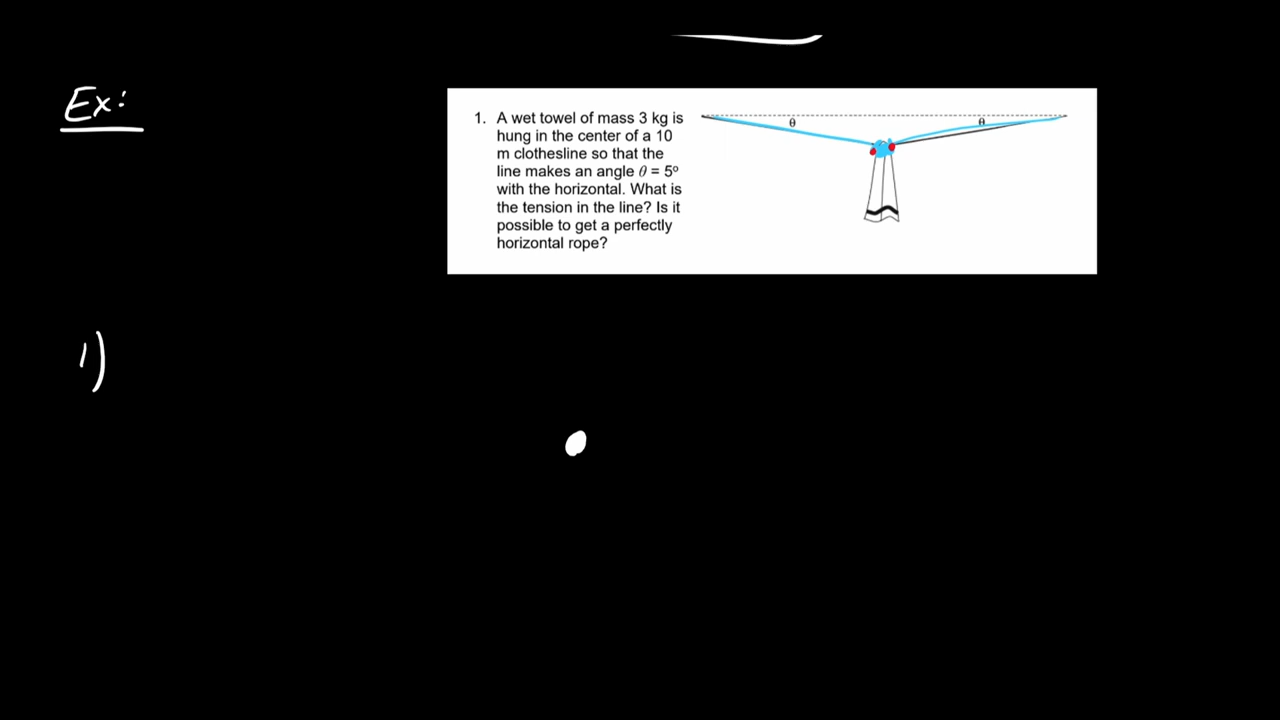 Ex:
1. A wet towel of mass 3 kg is
hung in the center of a 10
m clothesline so that the
line makes an angle θ = 5º
with the horizontal. What is
the tension in the line? Is it
possible to get a perfectly
horizontal rope?
θ
θ
1)